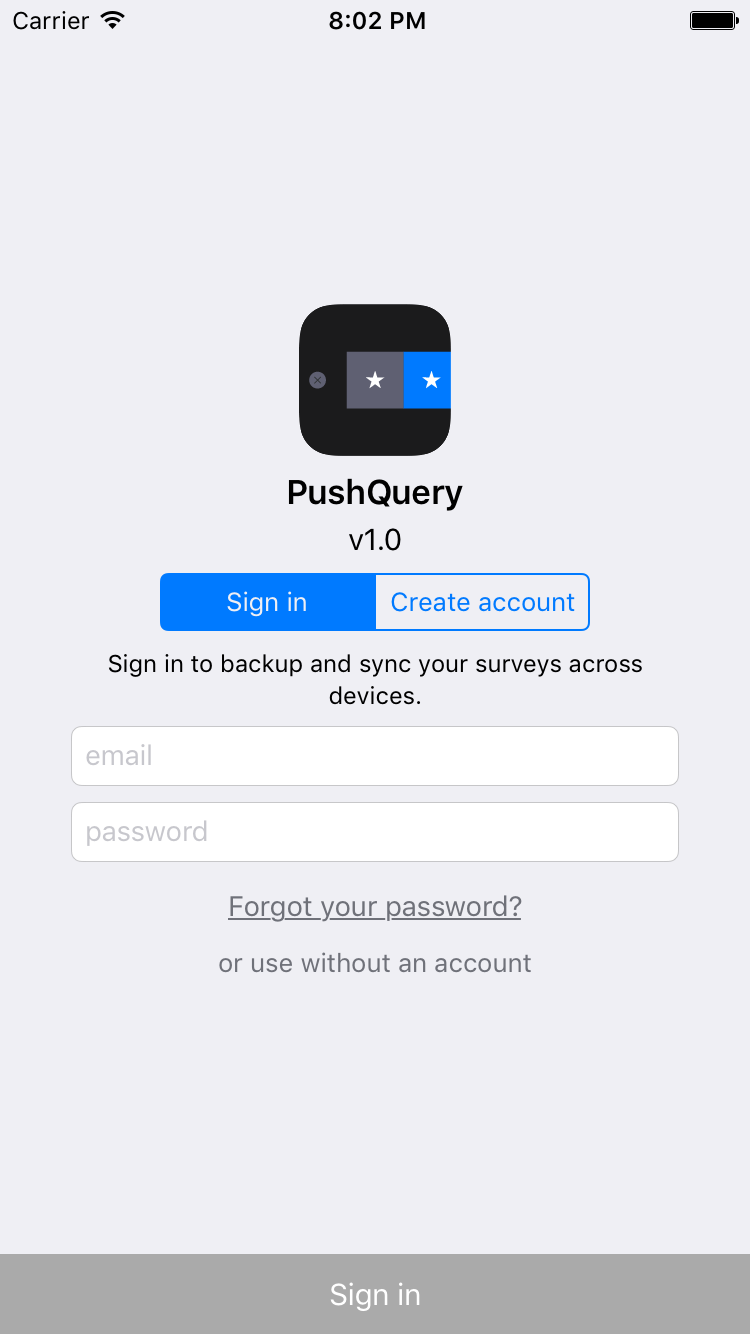 Carrier 8:02 PM
PushQuery
v1.0
Sign in Create account
Sign in to backup and sync your surveys across
devices.
email
password
Forgot your password?
or use without an account
Sign in